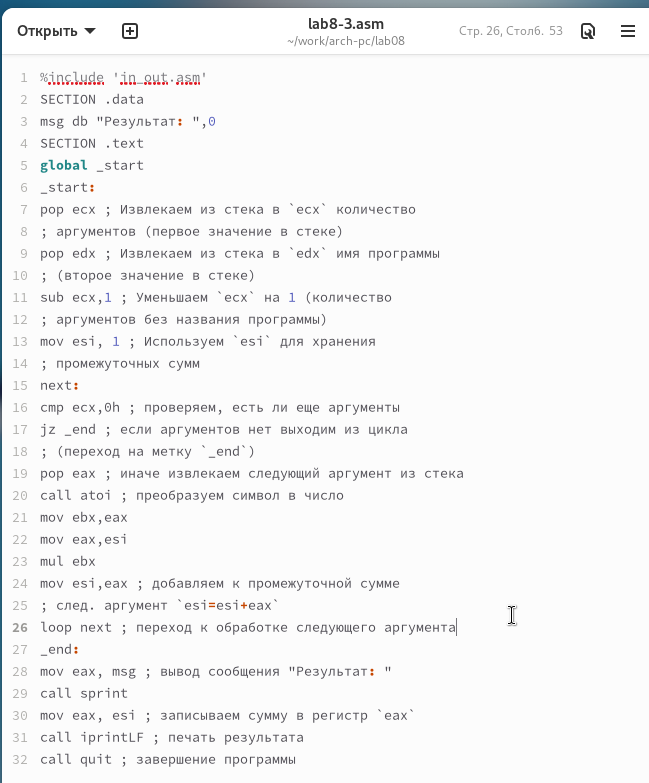 Открыть
lab8-3.asm
~/work/arch-pc/lab08
Стр. 26, Столб. 53
1 %include 'in_out.asm'
2 SECTION .data
3 msg db "Результат: ",0
4 SECTION .text
5 global _start
6 _start:
7 pop ecx ; Извлекаем из стека в `ecx` количество
8 ; аргументов (первое значение в стеке)
9 pop edx ; Извлекаем из стека в `edx` имя программы
10 ; (второе значение в стеке)
11 sub ecx,1 ; Уменьшаем `ecx` на 1 (количество
12 ; аргументов без названия программы)
13 mov esi, 1 ; Используем `esi` для хранения
14 ; промежуточных сумм
15 next:
16 cmp ecx,0h ; проверяем, есть ли еще аргументы
17 jz _end ; если аргументов нет выходим из цикла
18 ; (переход на метку `_end`)
19 pop eax ; иначе извлекаем следующий аргумент из стека
20 call atoi ; преобразуем символ в число
21 mov ebx,eax
22 mov eax,esi
23 mul ebx
24 mov esi,eax ; добавляем к промежуточной сумме
25 ; след. аргумент `esi=esi+eax`
26 loop next ; переход к обработке следующего аргумента
27 _end:
28 mov eax, msg ; вывод сообщения "Результат: "
29 call sprint
30 mov eax, esi ; записываем сумму в регистр `eax`
31 call iprintLF ; печать результата
32 call quit ; завершение программы